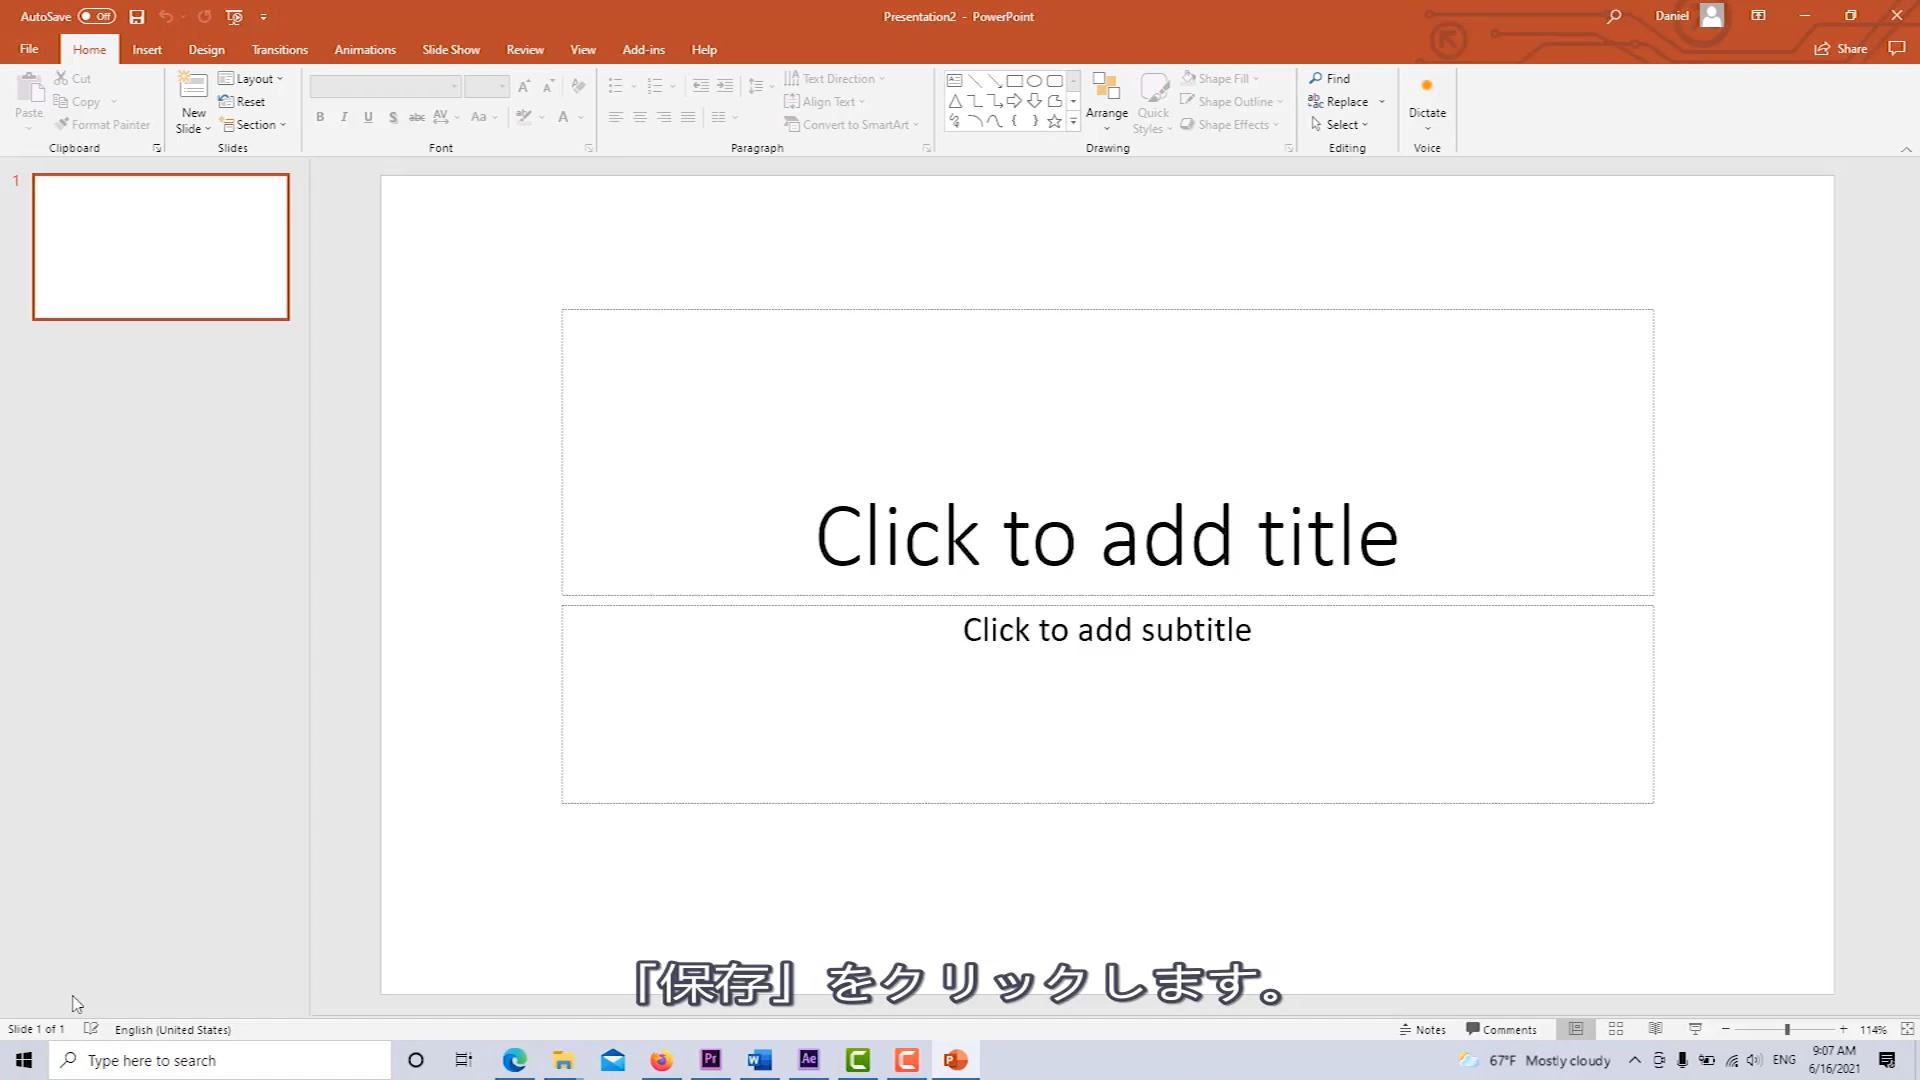 AutoSave Off
Presentation2 - PowerPoint
Daniel
File Home Insert Design Transitions Animations Slide Show Review View Add-ins Help
Share
Paste
Cut
Copy
Format Painter
Clipboard
New Slide
Layout
Reset
Section
Slides
B I U S abc AV Aa A
Font
Text Direction
Align Text
Convert to SmartArt
Paragraph
Arrange
Quick Styles
Shape Fill
Shape Outline
Shape Effects
Drawing
Find
Replace
Select
Editing
Dictate
Voice
1
Click to add title
Click to add subtitle
「保存」をクリックします。
Slide 1 of 1 English (United States)
Notes Comments 114%
Type here to search
Pr
Ae
67°F Mostly cloudy
ENG
9:07 AM
6/16/2021